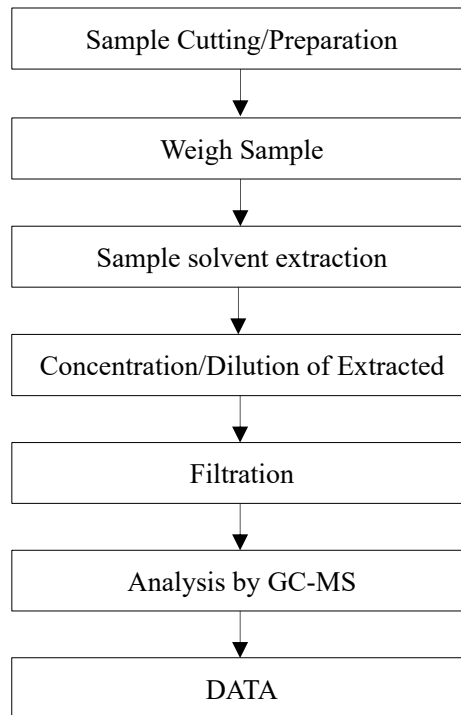 Sample Cutting/Preparation
Weigh Sample
Sample solvent extraction
Concentration/Dilution of Extracted
Filtration
Analysis by GC-MS
DATA